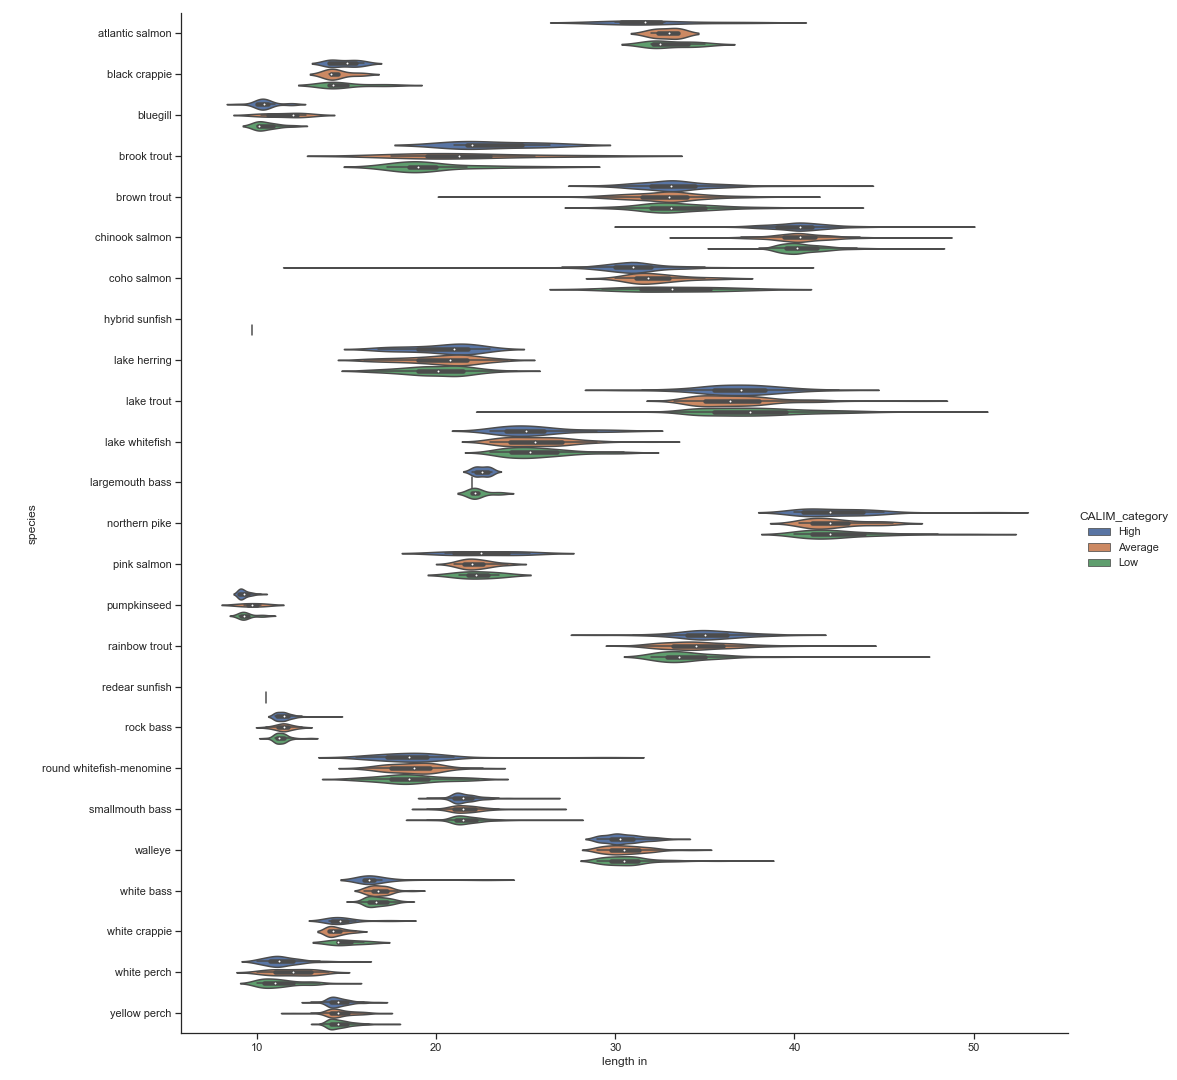 atlantic salmon
black crappie
bluegill
brook trout
brown trout
chinook salmon
coho salmon
hybrid sunfish
lake herring
lake trout
lake whitefish
largemouth bass
northern pike
pink salmon
pumpkinseed
rainbow trout
redear sunfish
rock bass
round whitefish-menomine
smallmouth bass
walleye
white bass
white crappie
white perch
yellow perch
species
10 20 30 40 50
length in
CALIM_category
High
Average
Low